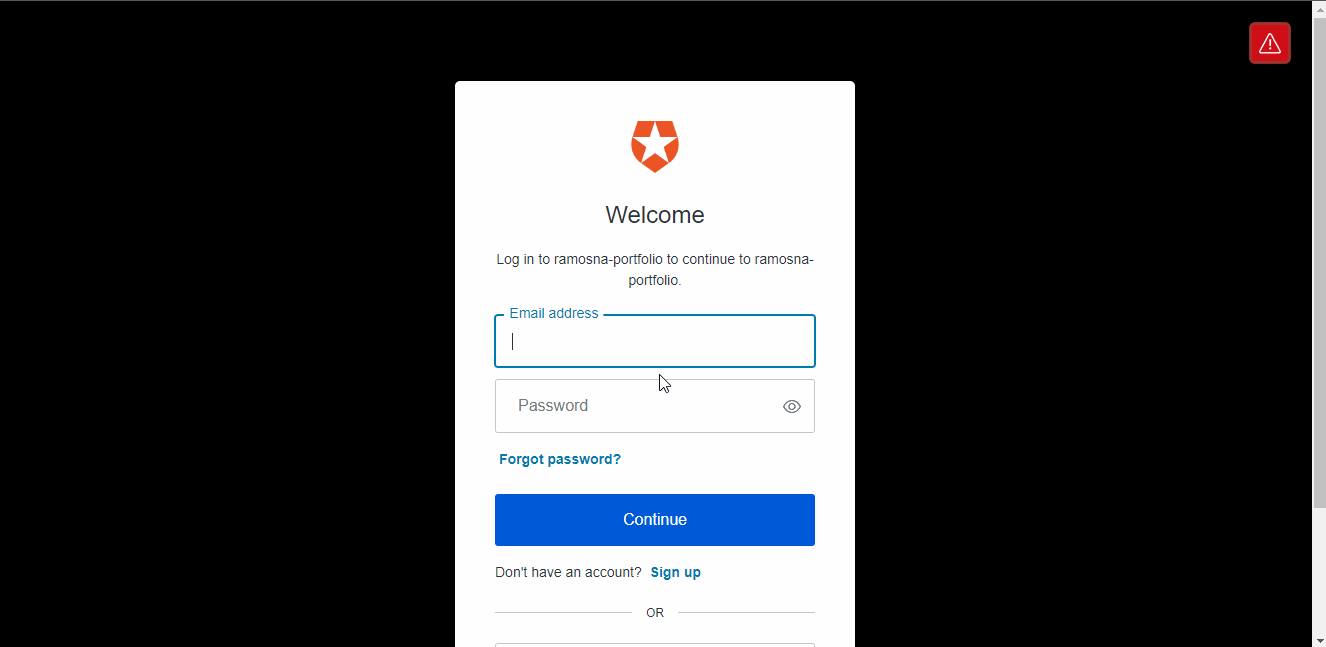 Welcome
Log in to ramosna-portfolio to continue to ramosna-
portfolio.
Email address
Password
Forgot password?
Continue
Don't have an account? Sign up
OR